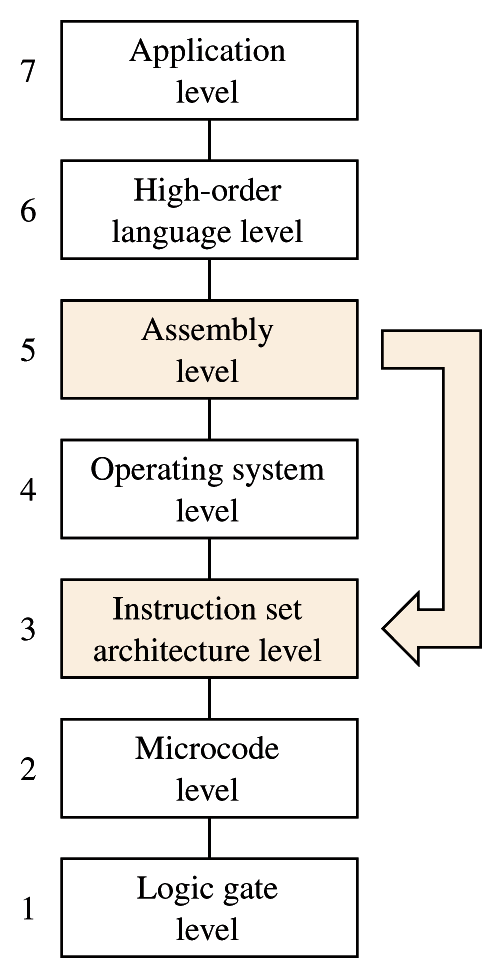 7
Application
level
6
High-order
language level
5
Assembly
level
4
Operating system
level
3
Instruction set
architecture level
2
Microcode
level
1
Logic gate
level